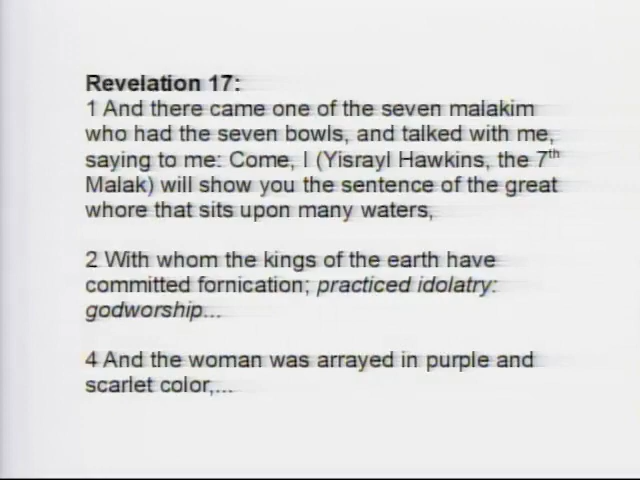 Revelation 17:
1 And there came one of the seven malakim
who had the seven bowls, and talked with me,
saying to me: Come, I (Yisrayl Hawkins, the 7th
Malak) will show you the sentence of the great
whore that sits upon many waters,
2 With whom the kings of the earth have
committed fornication; practiced idolatry:
godworship...
4 And the woman was arrayed in purple and
scarlet color,...